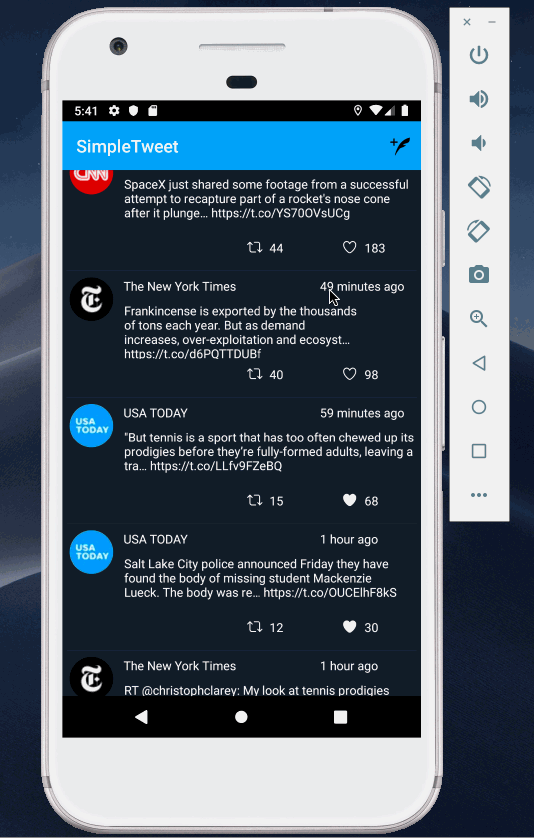 5:41
SimpleTweet
CNN
SpaceX just shared some footage from a successful
attempt to recapture part of a rocket's nose cone
after it plunge… https://t.co/YS70OVsUCg
44 183
The New York Times 49 minutes ago
Frankincense is exported by the thousands
of tons each year. But as demand
increases, over-exploitation and ecosyst…
https://t.co/d6PQTTDUBf
40 98
USA
TODAY
USA TODAY 59 minutes ago
"But tennis is a sport that has too often chewed up its
prodigies before they're fully-formed adults, leaving a
tra… https://t.co/LLfv9FZeBQ
15 68
USA
TODAY
USA TODAY 1 hour ago
Salt Lake City police announced Friday they have
found the body of missing student Mackenzie
Lueck. The body was re… https://t.co/OUCElhF8kS
12 30
The New York Times 1 hour ago
RT @christophclarey: My look at tennis prodigies